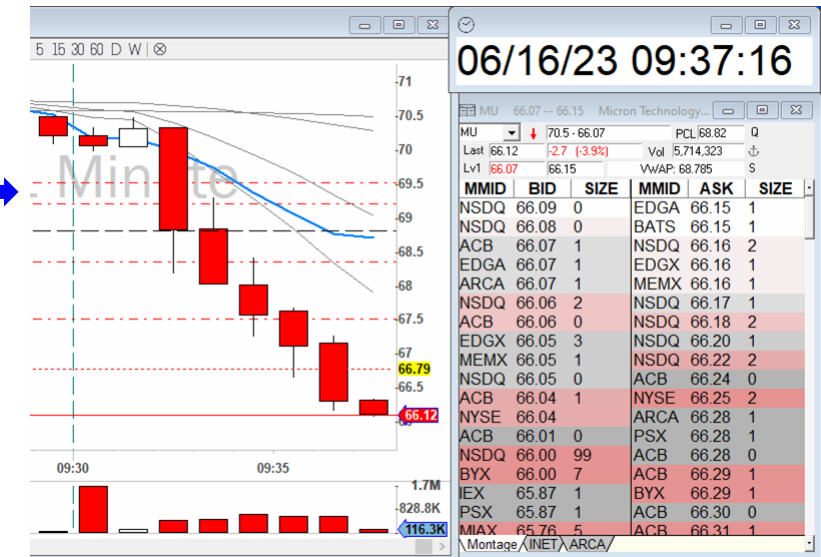 5 15 30 60 D W
1 Minute
71
70.5
70
69.5
69
68.5
68
67.5
67
66.79
66.5
66.12
09:30
09:35
1.7M
828.8K
116.3K
06/16/23 09:37:16
MU 66.07 -- 66.15 Micron Technology...
MU 70.5 - 66.07 PCL 68.82 Q
Last 66.12 -2.7 (-3.9%) Vol 5,714,323
Lv1 66.07 66.15 VWAP: 68.785 S
MMID BID SIZE MMID ASK SIZE
NSDQ 66.09 0 EDGA 66.15 1
NSDQ 66.08 0 BATS 66.15 1
ACB 66.07 1 NSDQ 66.16 2
EDGA 66.07 1 EDGX 66.16 1
ARCA 66.07 1 MEMX 66.16 1
NSDQ 66.06 2 NSDQ 66.17 1
ACB 66.06 0 NSDQ 66.18 2
EDGX 66.05 3 NSDQ 66.20 1
MEMX 66.05 1 NSDQ 66.22 2
NSDQ 66.05 0 ACB 66.24 0
ACB 66.04 1 NYSE 66.25 2
NYSE 66.04 ARCA 66.28 1
ACB 66.01 0 PSX 66.28 1
NSDQ 66.00 99 ACB 66.28 0
BYX 66.00 7 ACB 66.29 1
IEX 65.87 1 BYX 66.29 1
PSX 65.87 1 ACB 66.30 0
MIAX 65.76 5 ACB 66.31 1
Montage INET ARCA